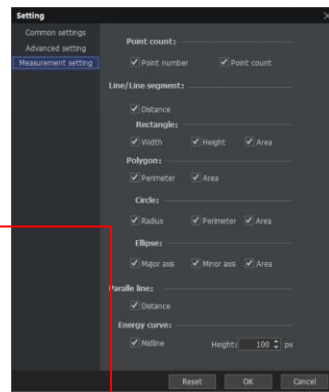 Setting
Common settings
Advanced setting
Measurement setting
Point count:
Point number Point count
Line/Line segment:
Distance
Rectangle:
Width Height Area
Polygon:
Perimeter Area
Circle:
Radius Perimeter Area
Ellipse:
Major axis Minor axis Area
Paralle line:
Distance
Energy curve:
Midline Height: 100 px
Reset OK Cancel